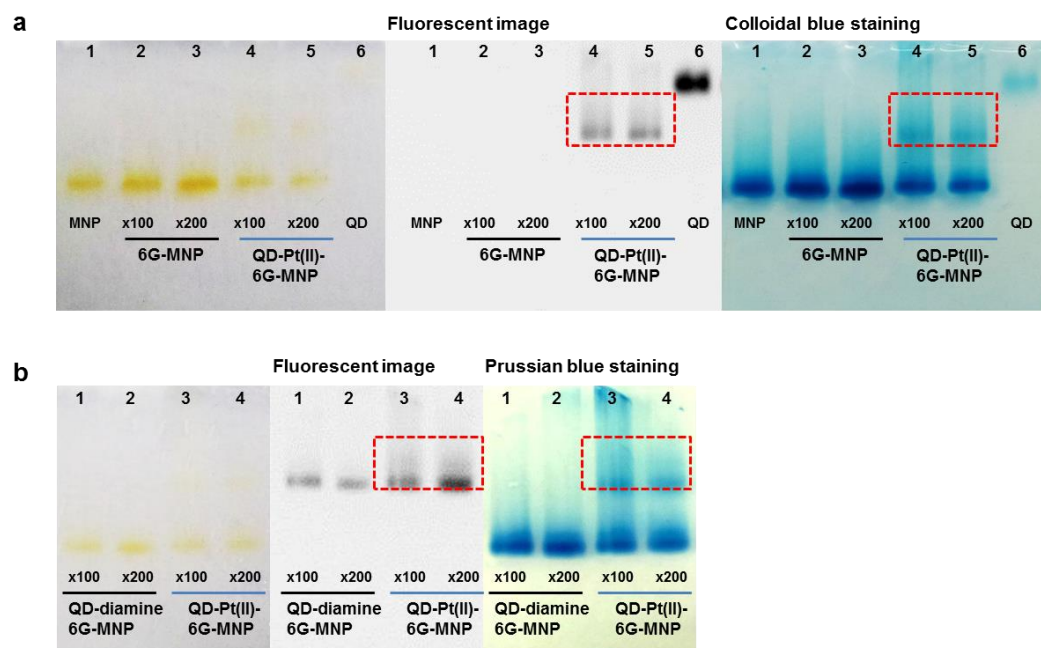 a
Fluorescent image
Colloidal blue staining
1 2 3 4 5 6
1 2 3 4 5 6
1 2 3 4 5 6
MNP x100 x200 x100 x200 QD
6G-MNP QD-Pt(II)-
6G-MNP
x100 x200 x100 x200
6G-MNP QD-Pt(II)-
6G-MNP
MNP x100 x200 x100 x200 QD
6G-MNP QD-Pt(II)-
6G-MNP
b
Fluorescent image
Prussian blue staining
1 2 3 4
1 2 3 4
1 2 3 4
x100 x200 x100 x200
QD-diamine QD-Pt(II)-
6G-MNP 6G-MNP
x100 x200 x100 x200
QD-diamine QD-Pt(II)-
6G-MNP 6G-MNP
x100 x200 x100 x200
QD-diamine QD-Pt(II)-
6G-MNP 6G-MNP